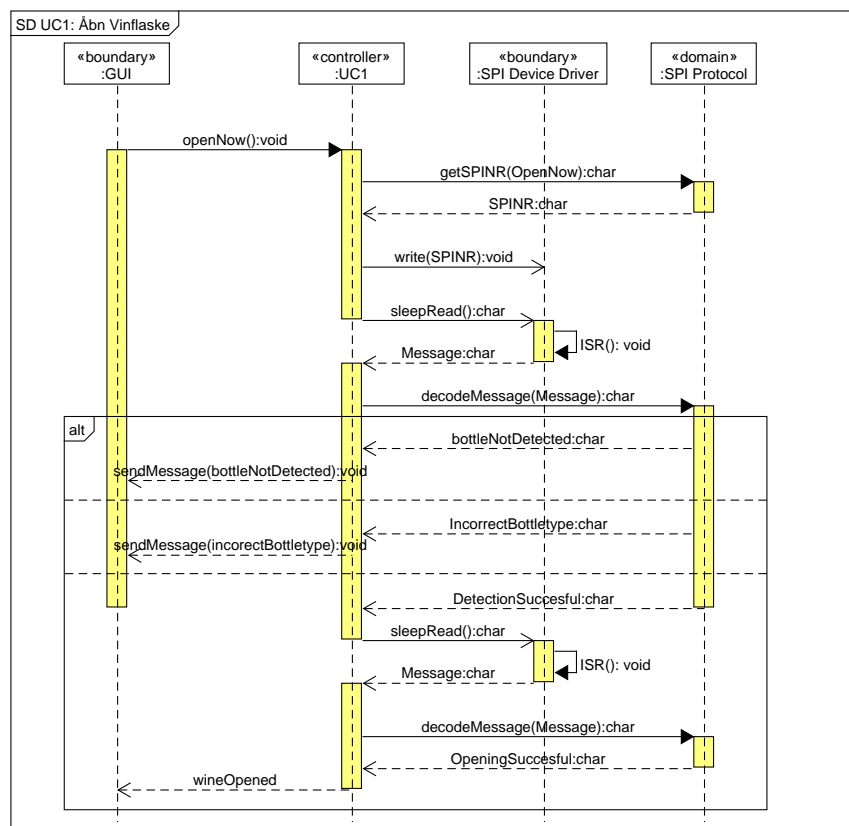 SD UC1: Åbn Vinflaske
«boundary»
:GUI
«controller»
:UC1
«boundary»
:SPI Device Driver
«domain»
:SPI Protocol
openNow():void
getSPINR(OpenNow):char
SPINR:char
write(SPINR):void
sleepRead():char
ISR(): void
Message:char
decodeMessage(Message):char
alt
bottleNotDetected:char
sendMessage(bottleNotDetected):void
IncorrectBottletype:char
sendMessage(incorectBottletype):void
DetectionSuccesful:char
sleepRead():char
ISR(): void
Message:char
decodeMessage(Message):char
OpeningSuccesful:char
wineOpened